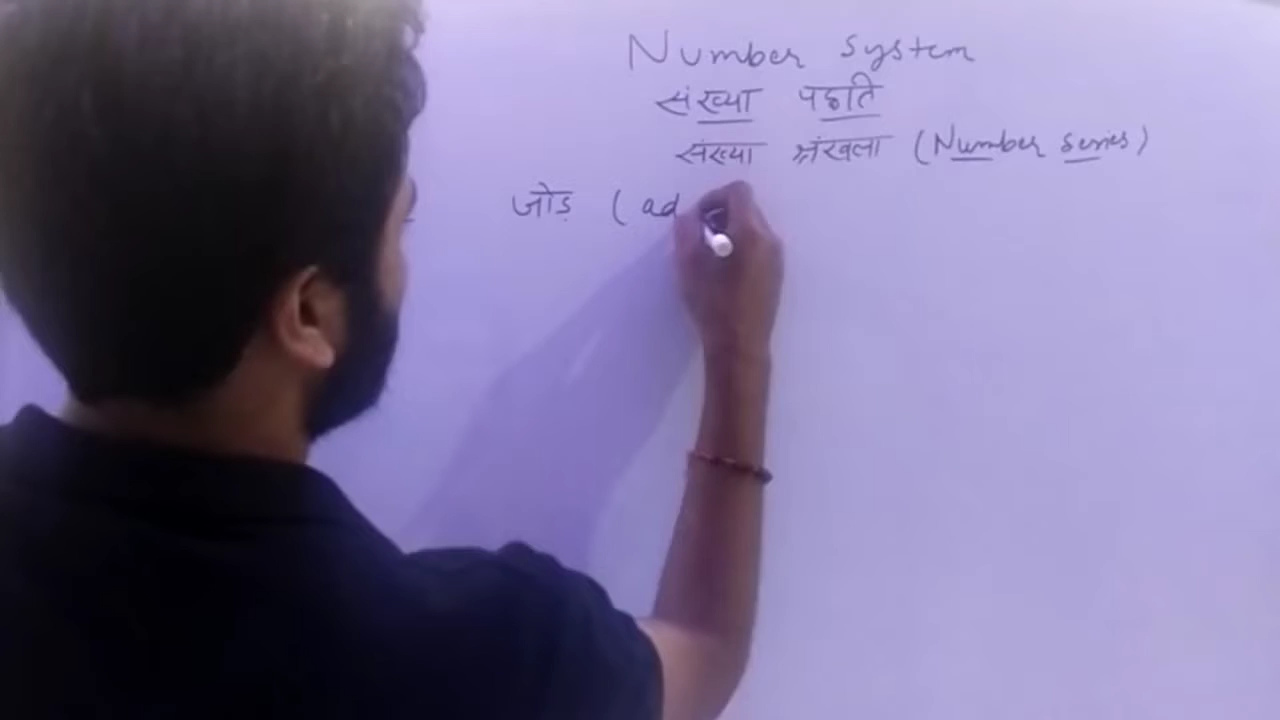 Number system
संख्या पद्धति
संख्या श्रंखला (Number series)
जोड़ (ad